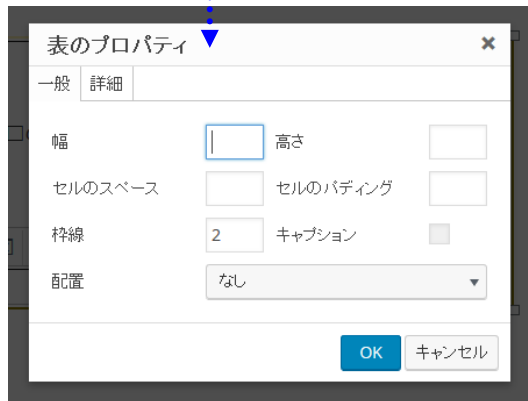 表のプロパティ ×
一般 詳細
幅 高さ
セルのスペース セルのパディング
枠線 2 キャプション
配置 なし
OK キャンセル